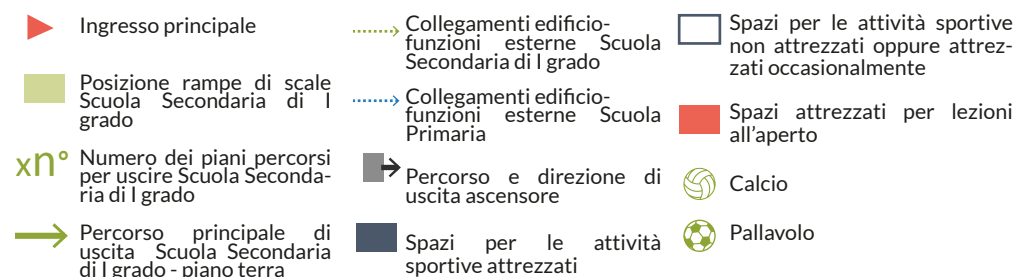 Ingresso principale
Posizione rampe di scale
Scuola Secondaria di I
grado
xn°
Numero dei piani percorsi
per uscire Scuola Seconda-
ria di I grado
Percorso principale di
uscita Scuola Secondaria
di I grado - piano terra
Collegamenti edificio-
funzioni esterne Scuola
Secondaria di I grado
Collegamenti edificio-
funzioni esterne Scuola
Primaria
Percorso e direzione di
uscita ascensore
Spazi per le attività
sportive attrezzati
Spazi per le attività sportive
non attrezzati oppure attrez-
zati occasionalmente
Spazi attrezzati per lezioni
all'aperto
Calcio
Pallavolo